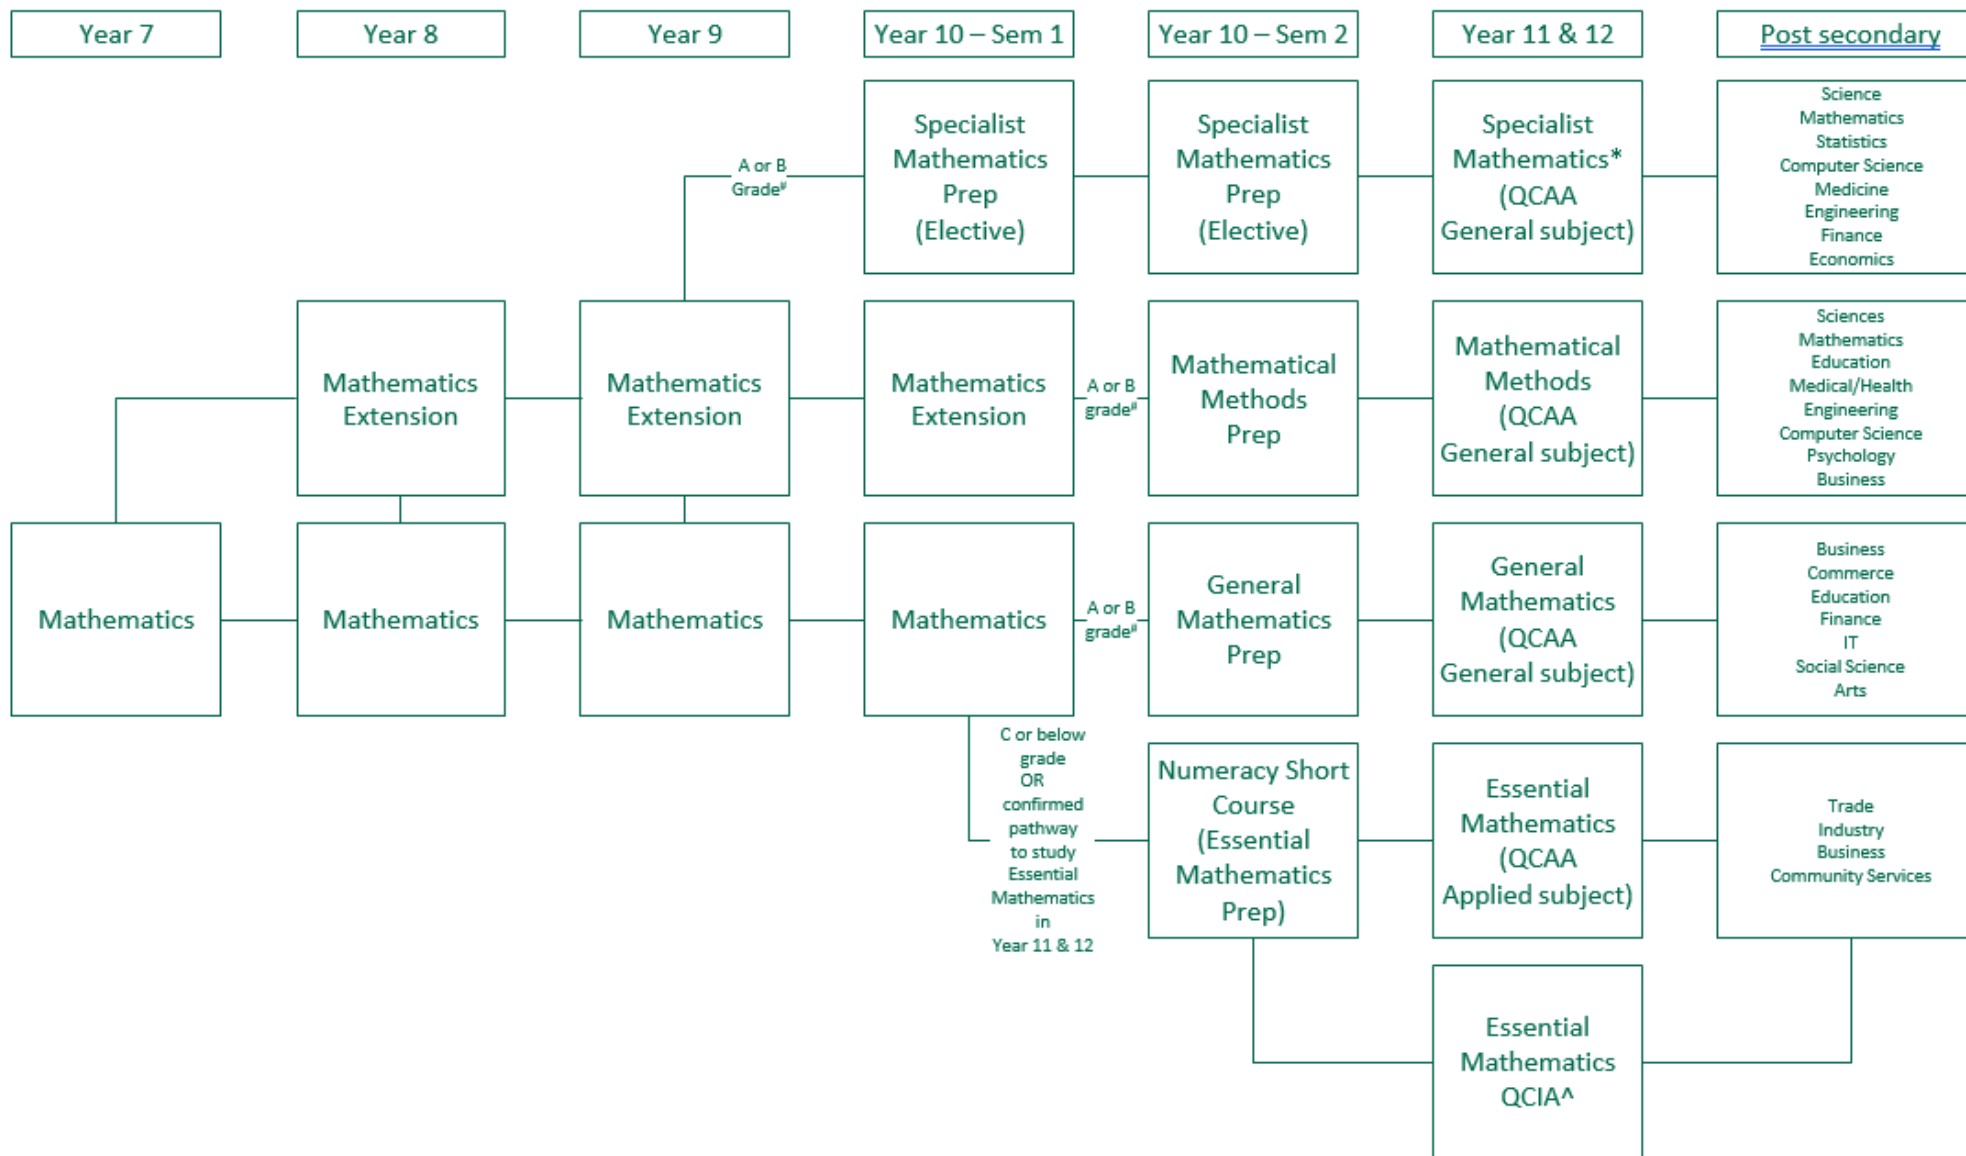 Year 7
Year 8
Year 9
Year 10 – Sem 1
Year 10 – Sem 2
Year 11 & 12
Post secondary
A or B
Grade#
Specialist
Mathematics
Prep
(Elective)
Specialist
Mathematics
Prep
(Elective)
Specialist
Mathematics*
(QCAA
General subject)
Science
Mathematics
Statistics
Computer Science
Medicine
Engineering
Finance
Economics
Mathematics
Extension
Mathematics
Extension
Mathematics
Extension
A or B
grade#
Mathematical
Methods
Prep
Mathematical
Methods
(QCAA
General subject)
Sciences
Mathematics
Education
Medical/Health
Engineering
Computer Science
Psychology
Business
Mathematics
Mathematics
Mathematics
Mathematics
A or B
grade#
General
Mathematics
Prep
General
Mathematics
(QCAA
General subject)
Business
Commerce
Education
Finance
IT
Social Science
Arts
C or below
grade
OR
confirmed
pathway
to study
Essential
Mathematics
in
Year 11 & 12
Numeracy Short
Course
(Essential
Mathematics
Prep)
Essential
Mathematics
(QCAA
Applied subject)
Trade
Industry
Business
Community Services
Essential
Mathematics
QCIA^